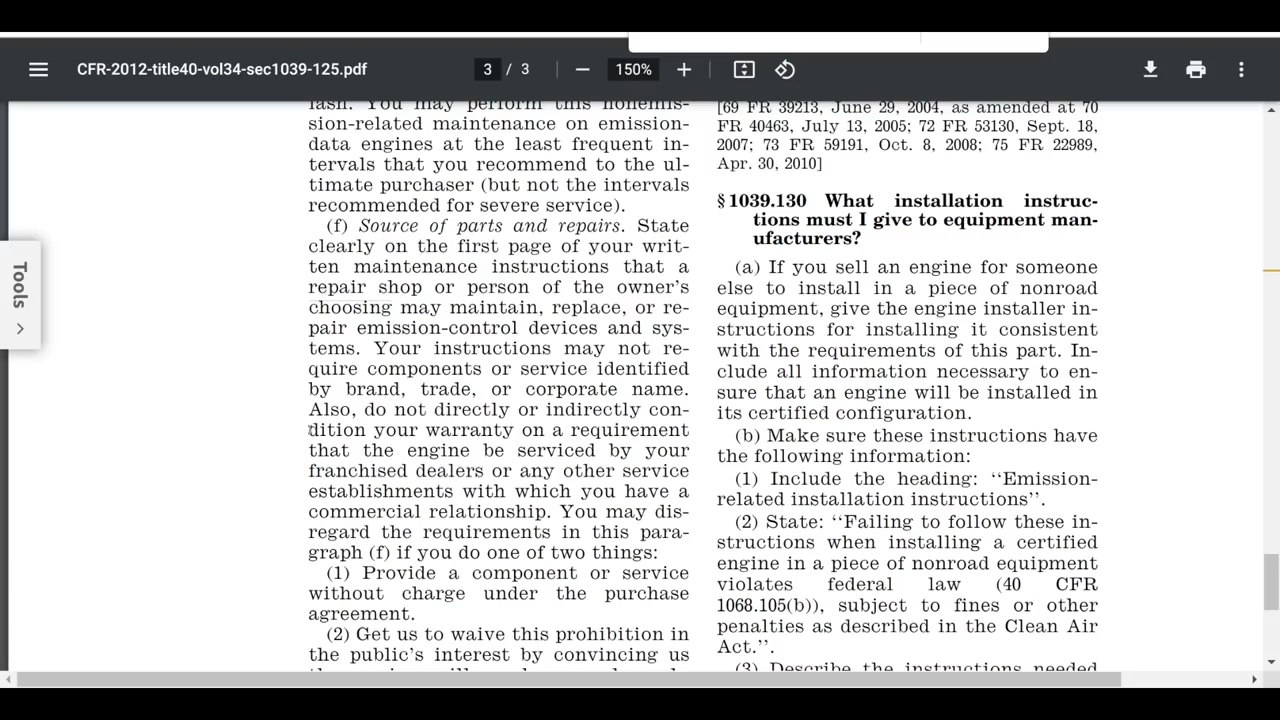 CFR-2012-title40-vol34-sec1039-125.pdf
3 / 3
150%
Tools
lash. You may perform this nonemis-
sion-related maintenance on emission-
data engines at the least frequent in-
tervals that you recommend to the ul-
timate purchaser (but not the intervals
recommended for severe service).
(f) Source of parts and repairs. State
clearly on the first page of your writ-
ten maintenance instructions that a
repair shop or person of the owner's
choosing may maintain, replace, or re-
pair emission-control devices and sys-
tems. Your instructions may not re-
quire components or service identified
by brand, trade, or corporate name.
Also, do not directly or indirectly con-
dition your warranty on a requirement
that the engine be serviced by your
franchised dealers or any other service
establishments with which you have a
commercial relationship. You may dis-
regard the requirements in this para-
graph (f) if you do one of two things:
(1) Provide a component or service
without charge under the purchase
agreement.
(2) Get us to waive this prohibition in
the public's interest by convincing us
[69 FR 39213, June 29, 2004, as amended at 70
FR 40463, July 13, 2005; 72 FR 53130, Sept. 18,
2007; 73 FR 59191, Oct. 8, 2008; 75 FR 22989,
Apr. 30, 2010]
§ 1039.130 What installation instruc-
tions must I give to equipment man-
ufacturers?
(a) If you sell an engine for someone
else to install in a piece of nonroad
equipment, give the engine installer in-
structions for installing it consistent
with the requirements of this part. In-
clude all information necessary to en-
sure that an engine will be installed in
its certified configuration.
(b) Make sure these instructions have
the following information:
(1) Include the heading: ‘‘Emission-
related installation instructions’’.
(2) State: ‘‘Failing to follow these in-
structions when installing a certified
engine in a piece of nonroad equipment
violates federal law (40 CFR
1068.105(b)), subject to fines or other
penalties as described in the Clean Air
Act.’’.
(3) Describe the instructions needed